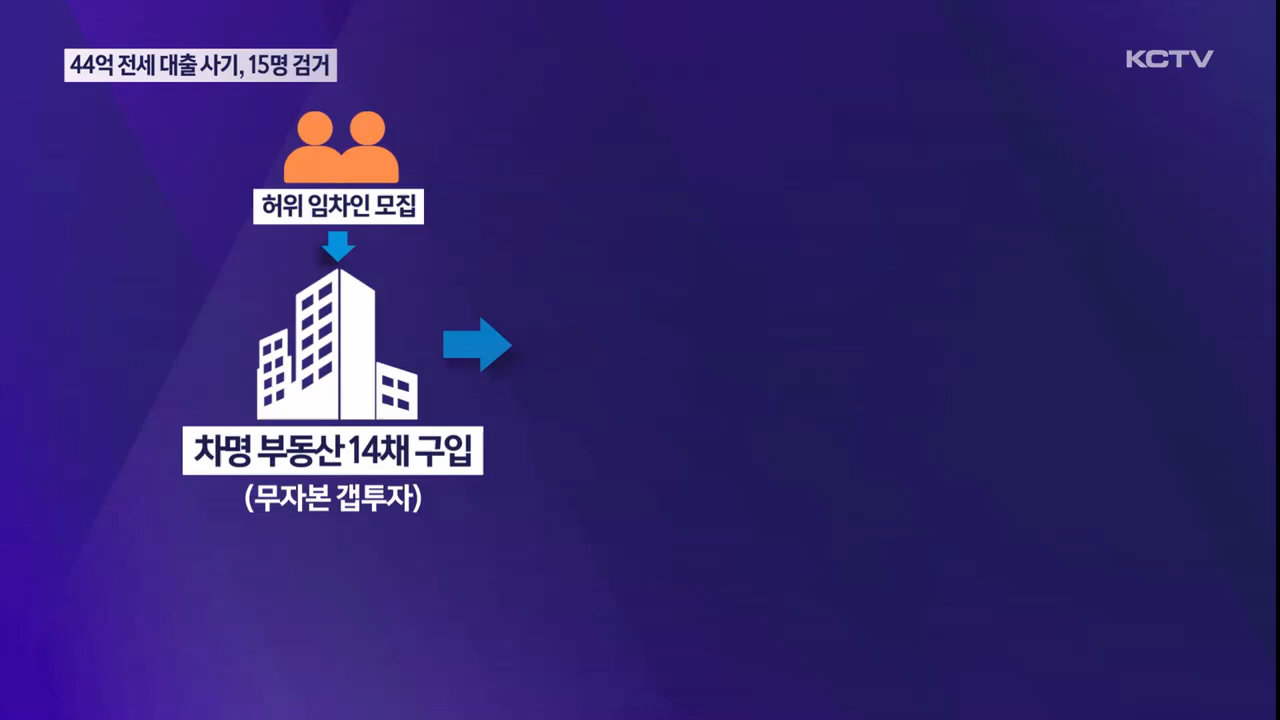 44억 전세 대출 사기, 15명 검거
KCTV
허위 임차인 모집
차명 부동산 14채 구입
(무자본 갭투자)